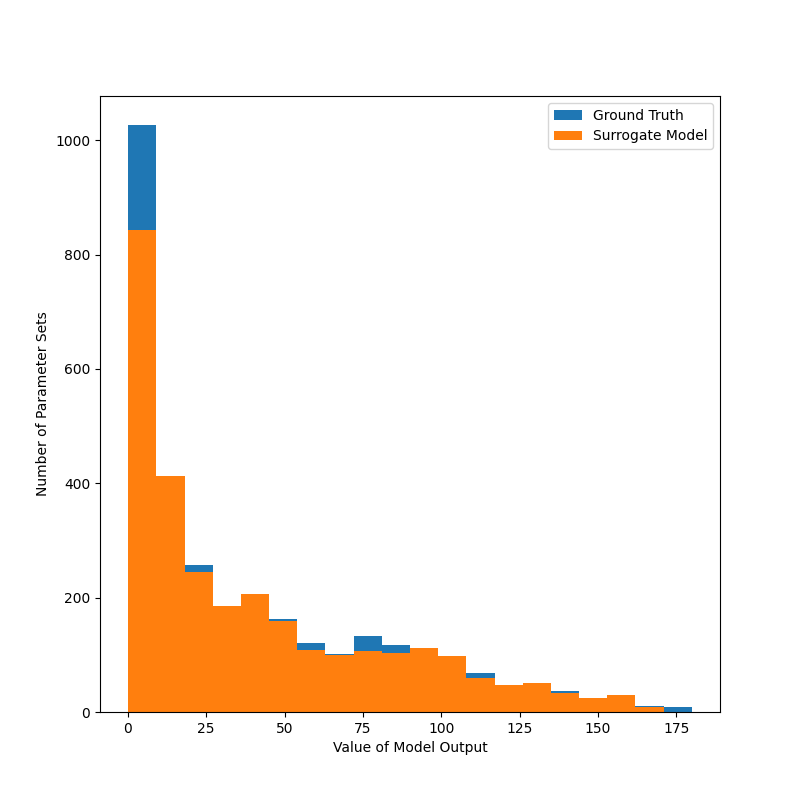 Ground Truth
Surrogate Model
1000
800
600
400
200
0
Number of Parameter Sets
0 25 50 75 100 125 150 175
Value of Model Output